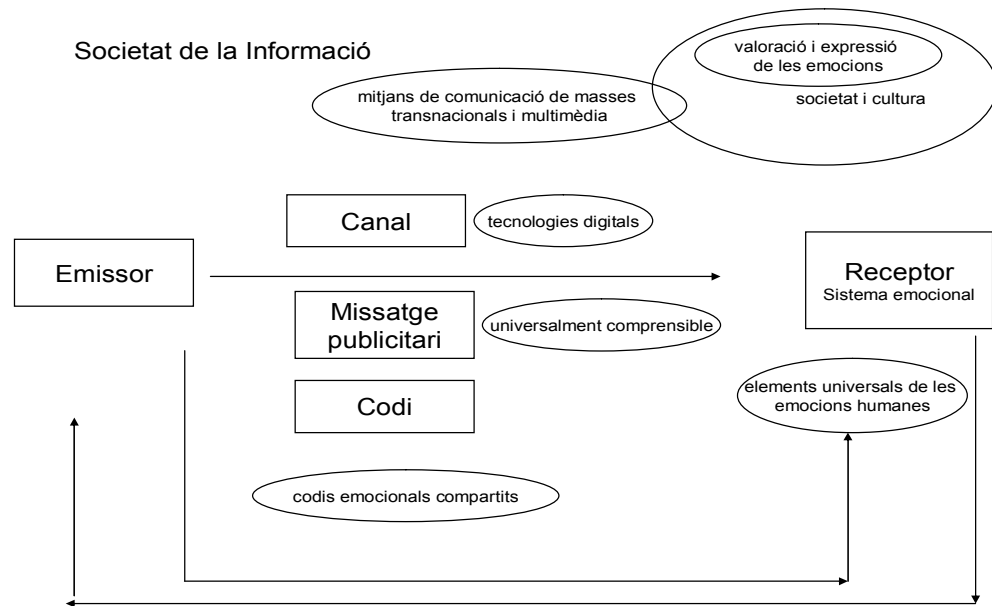 Societat de la Informació
valoració i expressió
de les emocions
societat i cultura
mitjans de comunicació de masses
transnacionals i multimèdia
Canal
tecnologies digitals
Emissor
Receptor
Sistema emocional
Missatge
publicitari
universalment comprensible
Codi
elements universals de les
emocions humanes
codis emocionals compartits